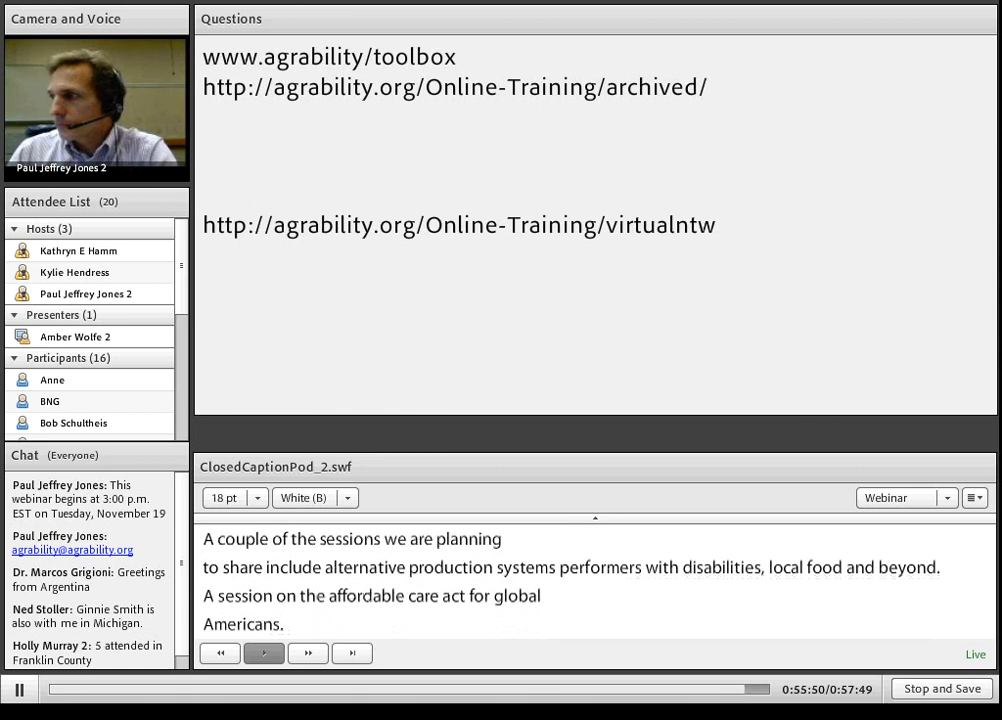 Camera and Voice
Paul Jeffrey Jones 2
Attendee List (20)
Hosts (3)
Kathryn E Hamm
Kylie Hendress
Paul Jeffrey Jones 2
Presenters (1)
Amber Wolfe 2
Participants (16)
Anne
BNG
Bob Schultheis
Chat (Everyone)
Paul Jeffrey Jones: This
webinar begins at 3:00 p.m.
EST on Tuesday, November 19
Paul Jeffrey Jones:
agrability@agrability.org
Dr. Marcos Grigioni: Greetings
from Argentina
Ned Stoller: Ginnie Smith is
also with me in Michigan.
Holly Murray 2: 5 attended in
Franklin County
Questions
www.agrability/toolbox
http://agrability.org/Online-Training/archived/
http://agrability.org/Online-Training/virtualntw
ClosedCaptionPod_2.swf
18 pt
White (B)
Webinar
A couple of the sessions we are planning
to share include alternative production systems performers with disabilities, local food and beyond.
A session on the affordable care act for global
Americans.
Live
0:55:50/0:57:49
Stop and Save